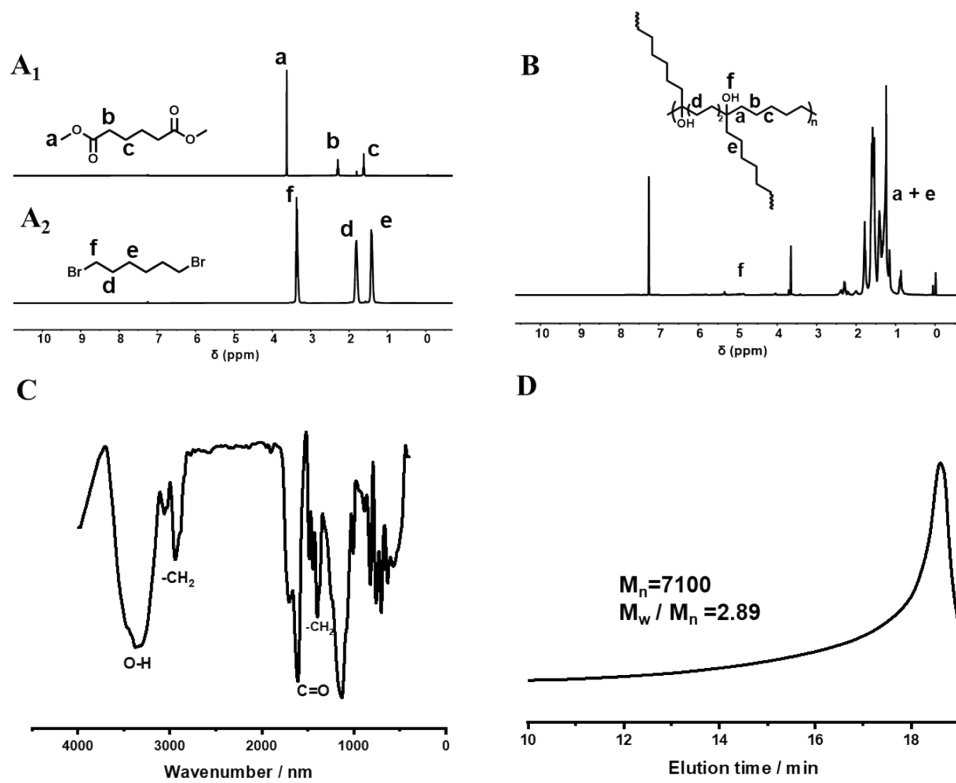 A1
a
b
a
O
O
O
O
b
c
c
A2
f
d
e
f
e
Br
Br
d
10 9 8 7 6 5 4 3 2 1 0
δ (ppm)
B
f
d
OH
b
2
a
c
n
OH
e
a + e
f
10 9 8 7 6 5 4 3 2 1 0
δ (ppm)
C
-CH2
O-H
-CH2
C=O
4000 3000 2000 1000 0
Wavenumber / nm
D
Mn=7100
Mw / Mn =2.89
10 12 14 16 18
Elution time / min